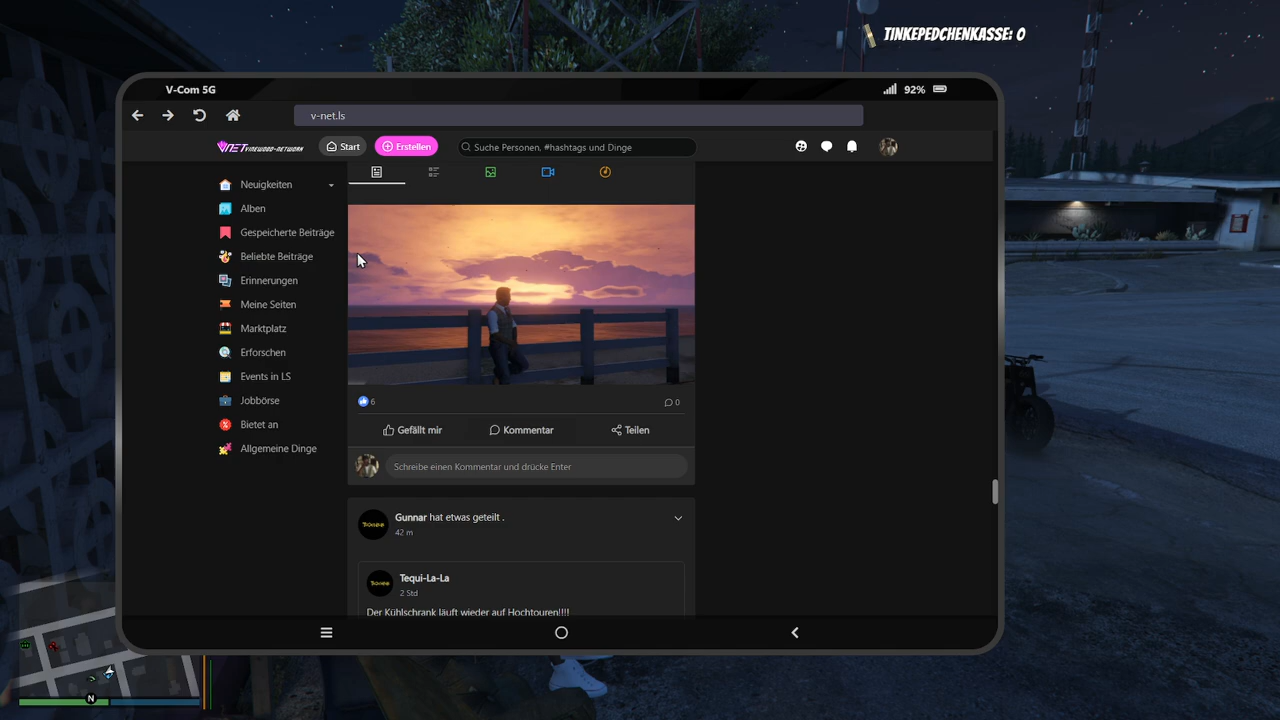 TINKEPEDCHENKASSE: 0
V-Com 5G
92%
v-net.ls
VNET VINEWOOD-NETWORK
Start
Erstellen
Suche Personen, #hashtags und Dinge
Neuigkeiten
Alben
Gespeicherte Beiträge
Beliebte Beiträge
Erinnerungen
Meine Seiten
Marktplatz
Erforschen
Events in LS
Jobbörse
Bietet an
Allgemeine Dinge
6
0
Gefällt mir
Kommentar
Teilen
Schreibe einen Kommentar und drücke Enter
Gunnar hat etwas geteilt .
42 m
Tequi-La-La
2 Std
Der Kühlschrank läuft wieder auf Hochtouren!!!!
N